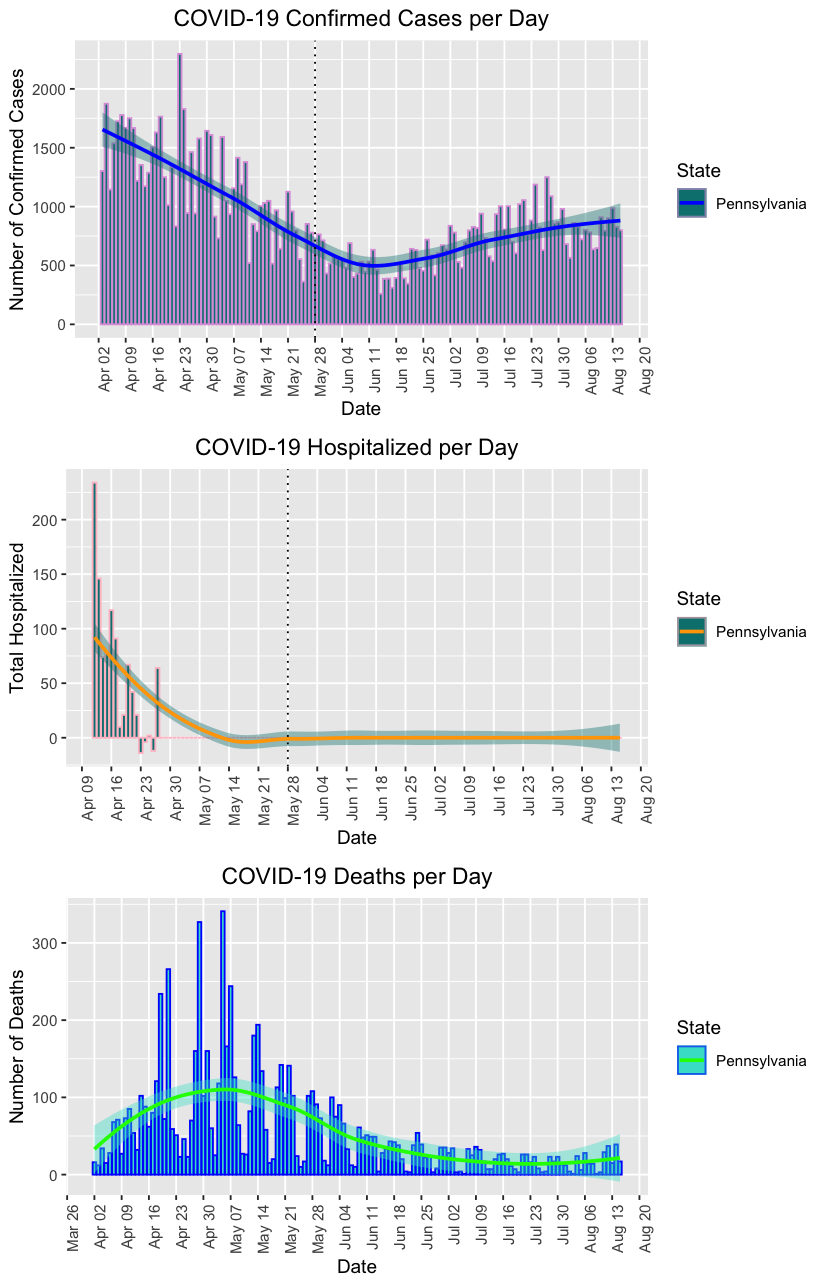 COVID-19 Confirmed Cases per Day
Number of Confirmed Cases
2000
1500
1000
500
0
Apr 02
Apr 09
Apr 16
Apr 23
Apr 30
May 07
May 14
May 21
May 28
Jun 04
Jun 11
Jun 18
Jun 25
Jul 02
Jul 09
Jul 16
Jul 23
Jul 30
Aug 06
Aug 13
Aug 20
Date
State
Pennsylvania
COVID-19 Hospitalized per Day
Total Hospitalized
200
150
100
50
0
Apr 09
Apr 16
Apr 23
Apr 30
May 07
May 14
May 21
May 28
Jun 04
Jun 11
Jun 18
Jun 25
Jul 02
Jul 09
Jul 16
Jul 23
Jul 30
Aug 06
Aug 13
Aug 20
Date
State
Pennsylvania
COVID-19 Deaths per Day
Number of Deaths
300
200
100
0
Mar 26
Apr 02
Apr 09
Apr 16
Apr 23
Apr 30
May 07
May 14
May 21
May 28
Jun 04
Jun 11
Jun 18
Jun 25
Jul 02
Jul 09
Jul 16
Jul 23
Jul 30
Aug 06
Aug 13
Aug 20
Date
State
Pennsylvania